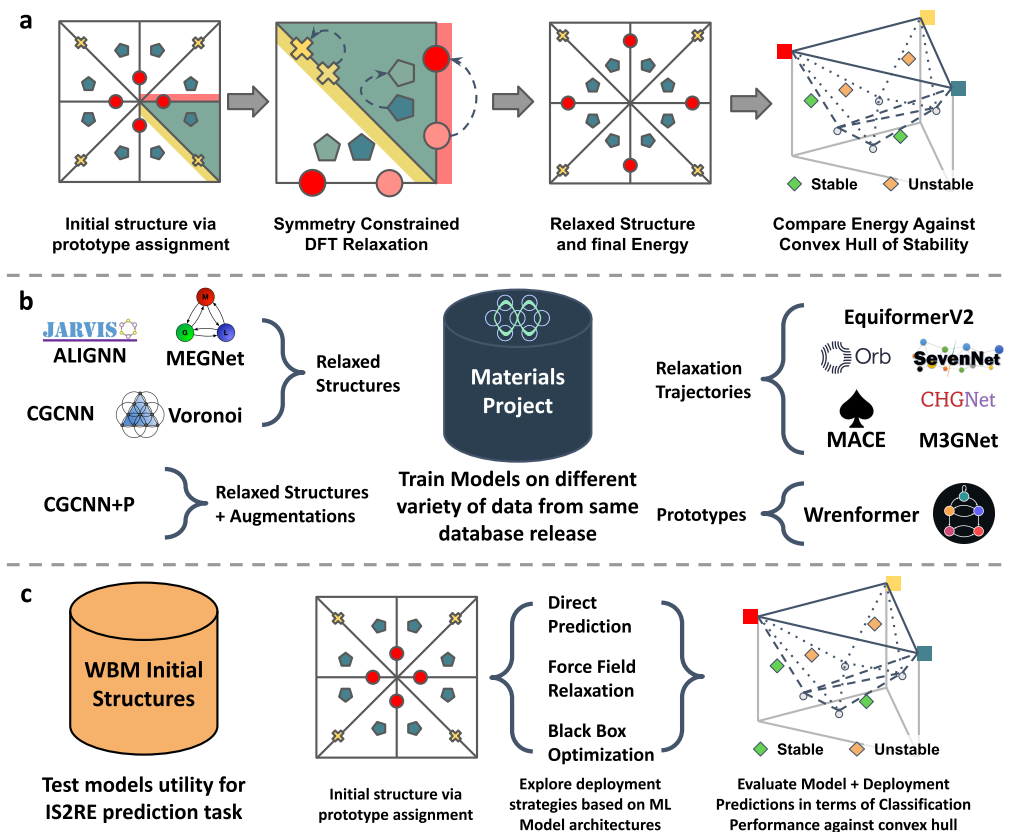 a
Stable
Unstable
Initial structure via
prototype assignment
Symmetry Constrained
DFT Relaxation
Relaxed Structure
and final Energy
Compare Energy Against
Convex Hull of Stability
b
JARVIS
ALIGNN
M
G
L
MEGNet
CGCNN
Voronoi
Relaxed
Structures
CGCNN+P
Relaxed Structures
+ Augmentations
Materials
Project
Train Models on different
variety of data from same
database release
Relaxation
Trajectories
EquiformerV2
Orb
SevenNet
MACE
CHGNet
M3GNet
Prototypes
Wrenformer
c
WBM Initial
Structures
Test models utility for
IS2RE prediction task
Initial structure via
prototype assignment
Direct
Prediction
Force Field
Relaxation
Black Box
Optimization
Explore deployment
strategies based on ML
Model architectures
Stable
Unstable
Evaluate Model + Deployment
Predictions in terms of Classification
Performance against convex hull